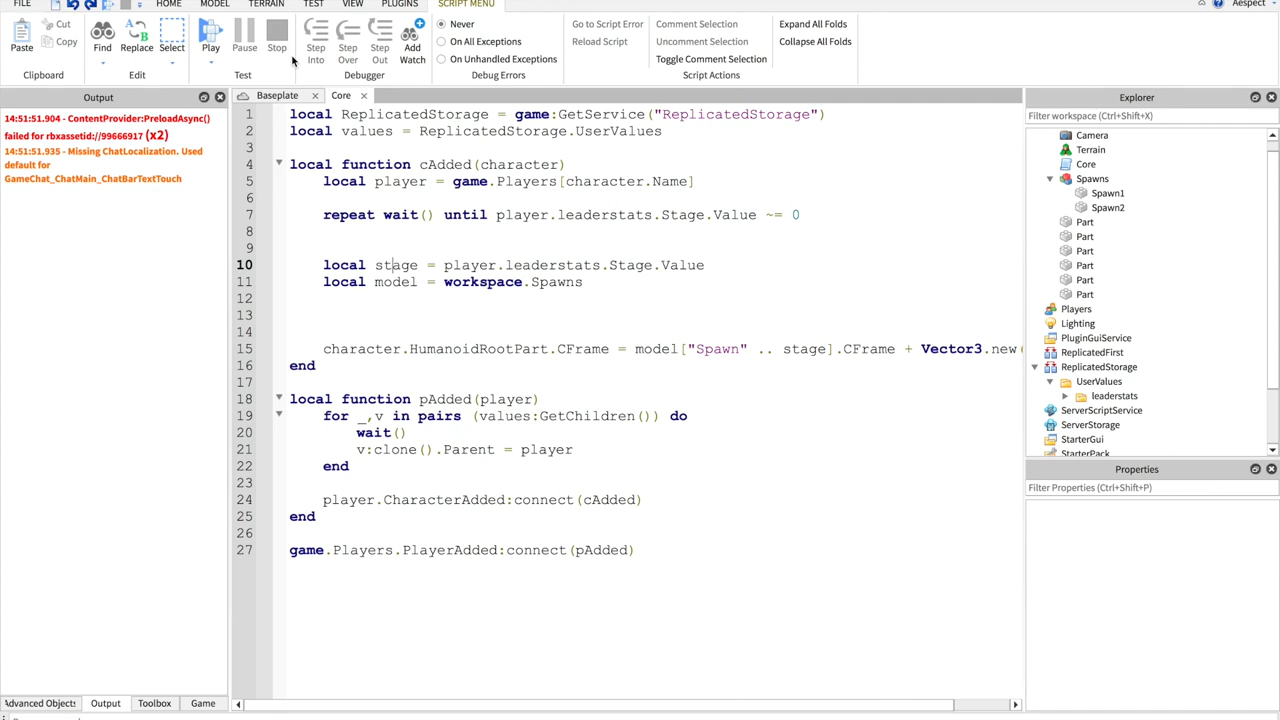 FILE
HOME
MODEL
TERRAIN
TEST
VIEW
PLUGINS
SCRIPT MENU
Aespect
Paste
Cut
Copy
Clipboard
Find
Replace
Select
Edit
Play
Pause
Stop
Test
Step Into
Step Over
Step Out
Add Watch
Debugger
Never
On All Exceptions
On Unhandled Exceptions
Debug Errors
Go to Script Error
Reload Script
Comment Selection
Uncomment Selection
Toggle Comment Selection
Script Actions
Expand All Folds
Collapse All Folds
Output
14:51:51.904 - ContentProvider:PreloadAsync()
failed for rbxassetid://99666917 (x2)
14:51:51.935 - Missing ChatLocalization. Used
default for
GameChat_ChatMain_ChatBarTextTouch
Advanced Objects
Output
Toolbox
Game
Baseplate
Core
1 local ReplicatedStorage = game:GetService("ReplicatedStorage")
2 local values = ReplicatedStorage.UserValues
3
4 local function cAdded(character)
5 local player = game.Players[character.Name]
6
7 repeat wait() until player.leaderstats.Stage.Value ~= 0
8
9
10 local stage = player.leaderstats.Stage.Value
11 local model = workspace.Spawns
12
13
14
15 character.HumanoidRootPart.CFrame = model["Spawn" .. stage].CFrame + Vector3.new(
16 end
17
18 local function pAdded(player)
19 for _,v in pairs (values:GetChildren()) do
20 wait()
21 v:clone().Parent = player
22 end
23
24 player.CharacterAdded:connect(cAdded)
25 end
26
27 game.Players.PlayerAdded:connect(pAdded)
Explorer
Filter workspace (Ctrl+Shift+X)
Camera
Terrain
Core
Spawns
Spawn1
Spawn2
Part
Part
Part
Part
Part
Part
Players
Lighting
PluginGuiService
ReplicatedFirst
ReplicatedStorage
UserValues
leaderstats
ServerScriptService
ServerStorage
StarterGui
StarterPack
Properties
Filter Properties (Ctrl+Shift+P)